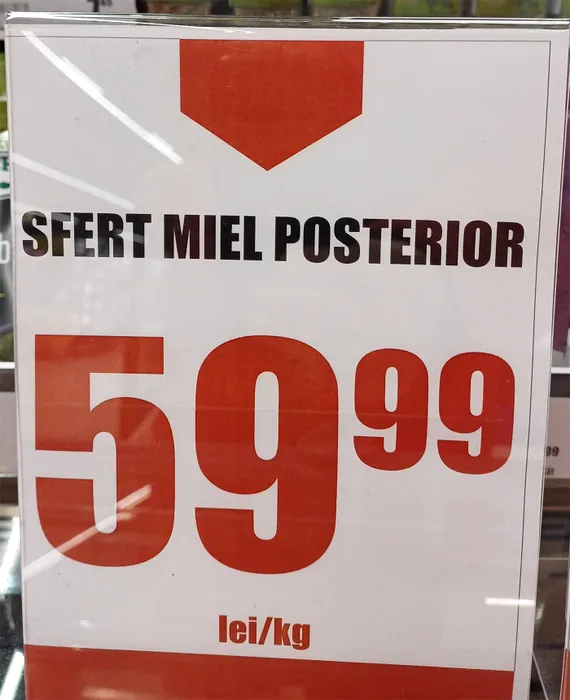 SFERT MIEL POSTERIOR
5999
lei/kg